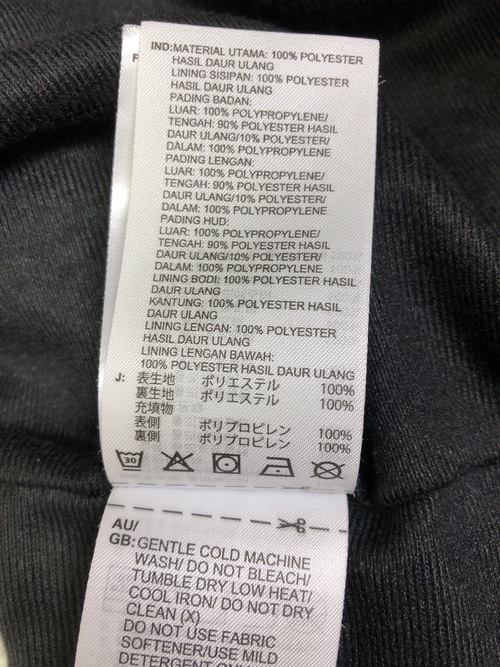 IND:MATERIAL UTAMA: 100% POLYESTER
HASIL DAUR ULANG
LINING SISIPAN: 100% POLYESTER
HASIL DAUR ULANG
PADING BADAN:
LUAR: 100% POLYPROPYLENE/
TENGAH: 90% POLYESTER HASIL
DAUR ULANG/10% POLYESTER/
DALAM: 100% POLYPROPYLENE
PADING LENGAN:
LUAR: 100% POLYPROPYLENE/
TENGAH: 90% POLYESTER HASIL
DAUR ULANG/10% POLYESTER/
DALAM: 100% POLYPROPYLENE
PADING HUD:
LUAR: 100% POLYPROPYLENE/
TENGAH: 90% POLYESTER HASIL
DAUR ULANG/10% POLYESTER/
DALAM: 100% POLYPROPYLENE
LINING BODI: 100% POLYESTER HASIL
DAUR ULANG
KANTUNG: 100% POLYESTER HASIL
DAUR ULANG
LINING LENGAN: 100% POLYESTER
HASIL DAUR ULANG
LINING LENGAN BAWAH:
100% POLYESTER HASIL DAUR ULANG
J: 表生地 ポリエステル 100%
裏生地 ポリエステル 100%
充填物
表側 ポリプロピレン 100%
裏側 ポリプロピレン 100%
30
AU/
GB: GENTLE COLD MACHINE
WASH/ DO NOT BLEACH/
TUMBLE DRY LOW HEAT/
COOL IRON/ DO NOT DRY
CLEAN (X)
DO NOT USE FABRIC
SOFTENER/USE MILD
DETERGENT ONLY